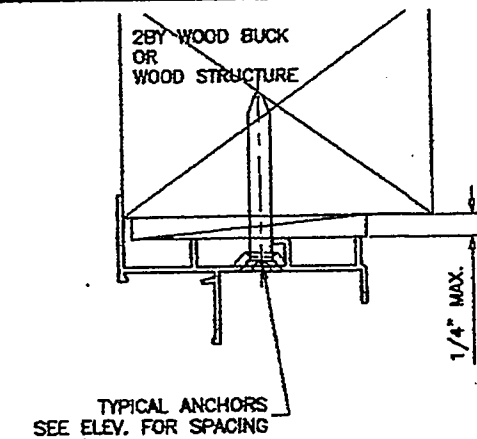 2BY WOOD BUCK
OR
WOOD STRUCTURE
1/4" MAX.
TYPICAL ANCHORS
SEE ELEV. FOR SPACING